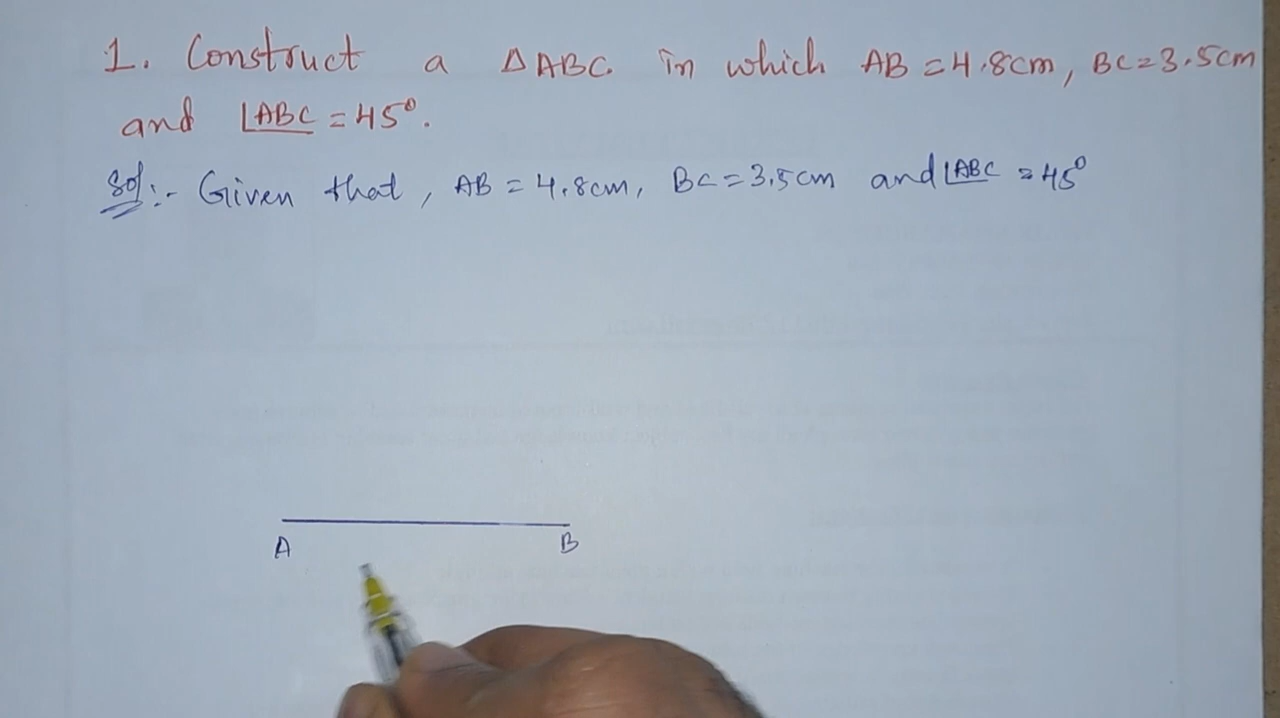 1. Construct a ΔABC in which AB = 4.8cm, BC = 3.5cm
and ∠ABC = 45°.
Sol:- Given that, AB = 4.8cm, BC = 3.5cm and ∠ABC = 45°
A B